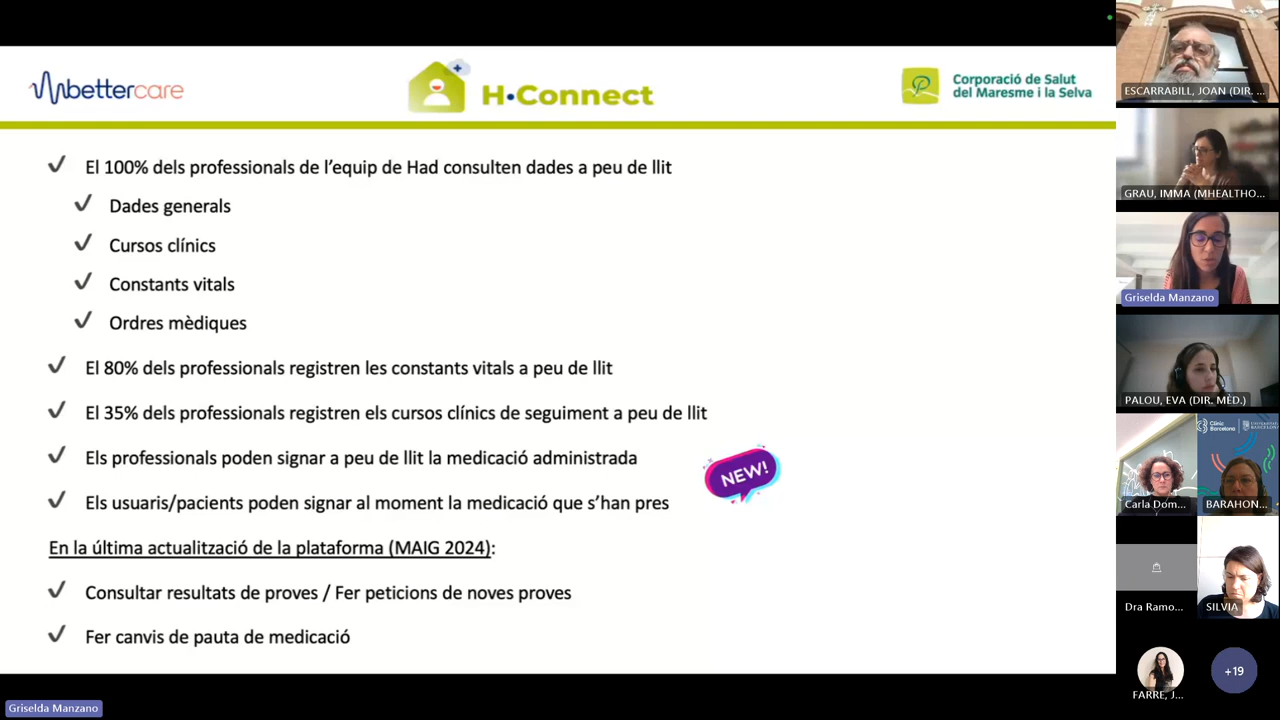 bettercare
H•Connect
Corporació de Salut
del Maresme i la Selva
El 100% dels professionals de l’equip de Had consulten dades a peu de llit
Dades generals
Cursos clínics
Constants vitals
Ordres mèdiques
El 80% dels professionals registren les constants vitals a peu de llit
El 35% dels professionals registren els cursos clínics de seguiment a peu de llit
Els professionals poden signar a peu de llit la medicació administrada
NEW!
Els usuaris/pacients poden signar al moment la medicació que s’han pres
En la última actualització de la plataforma (MAIG 2024):
Consultar resultats de proves / Fer peticions de noves proves
Fer canvis de pauta de medicació
Griselda Manzano
ESCARRABILL, JOAN (DIR. ...
GRAU, IMMA (MHEALTHO...
Griselda Manzano
PALOU, EVA (DIR. MÈD.)
Clínic
Barcelona
UNIVERSITAT
BARCELONA
Carla Dom...
BARAHON...
Dra Ramo...
SILVIA
FARRE, J...
+19